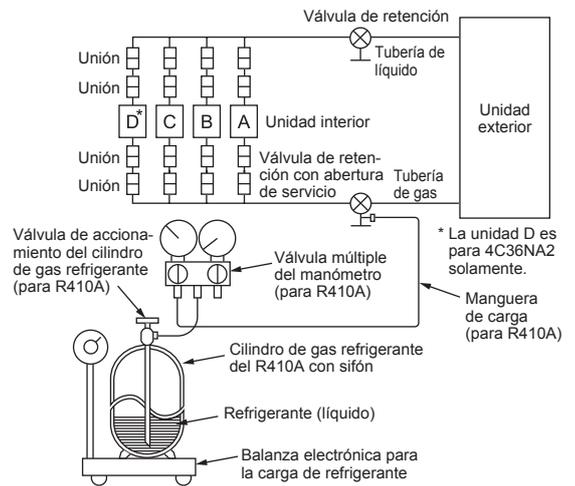 Válvula de retención
Unión
Tubería de
líquido
Unión
D*
C
B
A
Unidad interior
Unidad
exterior
Unión
Unión
Válvula de reten-
ción con abertura
de servicio
Tubería
de gas
* La unidad D es
para 4C36NA2
solamente.
Válvula de acciona-
miento del cilindro
de gas refrigerante
(para R410A)
Válvula múltiple
del manómetro
(para R410A)
Manguera
de carga
(para R410A)
Cilindro de gas refrigerante
del R410A con sifón
Refrigerante (líquido)
Balanza electrónica para
la carga de refrigerante